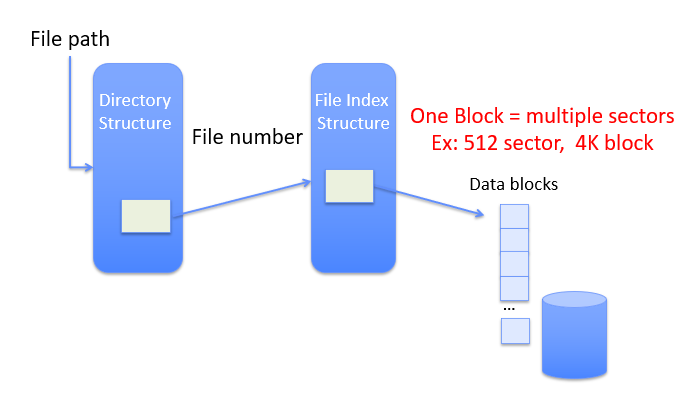 File path
Directory
Structure
File number
File Index
Structure
One Block = multiple sectors
Ex: 512 sector, 4K block
Data blocks
...